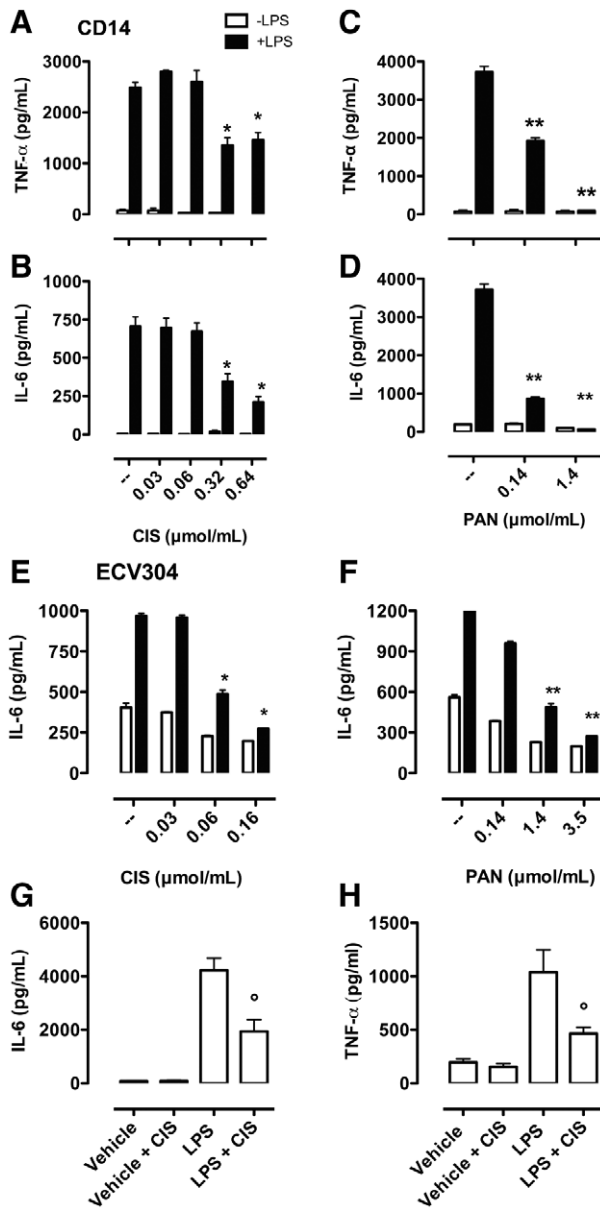 A CD14
-LPS
+LPS
TNF-α (pg/mL)
3000
2000
1000
0
* *
C
TNF-α (pg/mL)
6000
4000
2000
0
**
**
B
IL-6 (pg/mL)
1000
750
500
250
0
*
*
-- 0.03 0.06 0.32 0.64
CIS (µmol/mL)
D
IL-6 (pg/mL)
4000
3000
2000
1000
0
**
**
-- 0.14 1.4
PAN (µmol/mL)
E ECV304
IL-6 (pg/mL)
1000
750
500
250
0
*
*
-- 0.03 0.06 0.16
CIS (µmol/mL)
F
IL-6 (pg/mL)
1200
900
600
300
0
**
**
-- 0.14 1.4 3.5
PAN (µmol/mL)
G
IL-6 (pg/mL)
6000
4000
2000
0
°
Vehicle
Vehicle + CIS
LPS
LPS + CIS
H
TNF-α (pg/ml)
1500
1000
500
0
°
Vehicle
Vehicle + CIS
LPS
LPS + CIS